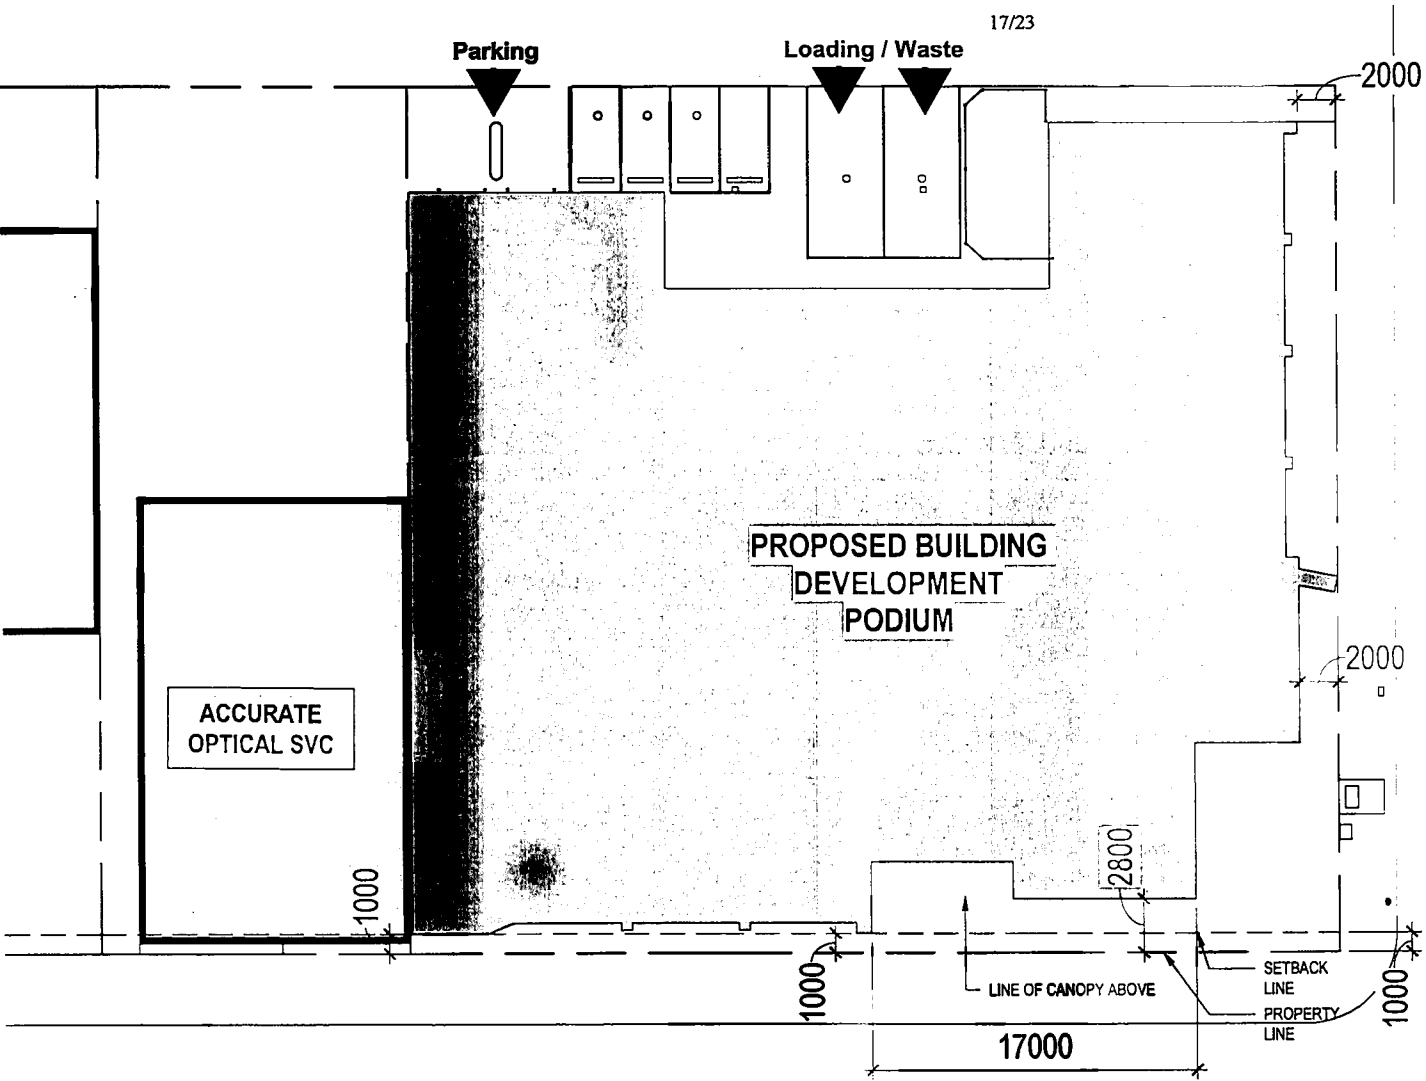 17/23
Parking
Loading / Waste
2000
PROPOSED BUILDING
DEVELOPMENT
PODIUM
2000
ACCURATE
OPTICAL SVC
2800
1000
1000
LINE OF CANOPY ABOVE
SETBACK
LINE
PROPERTY
LINE
1000
17000